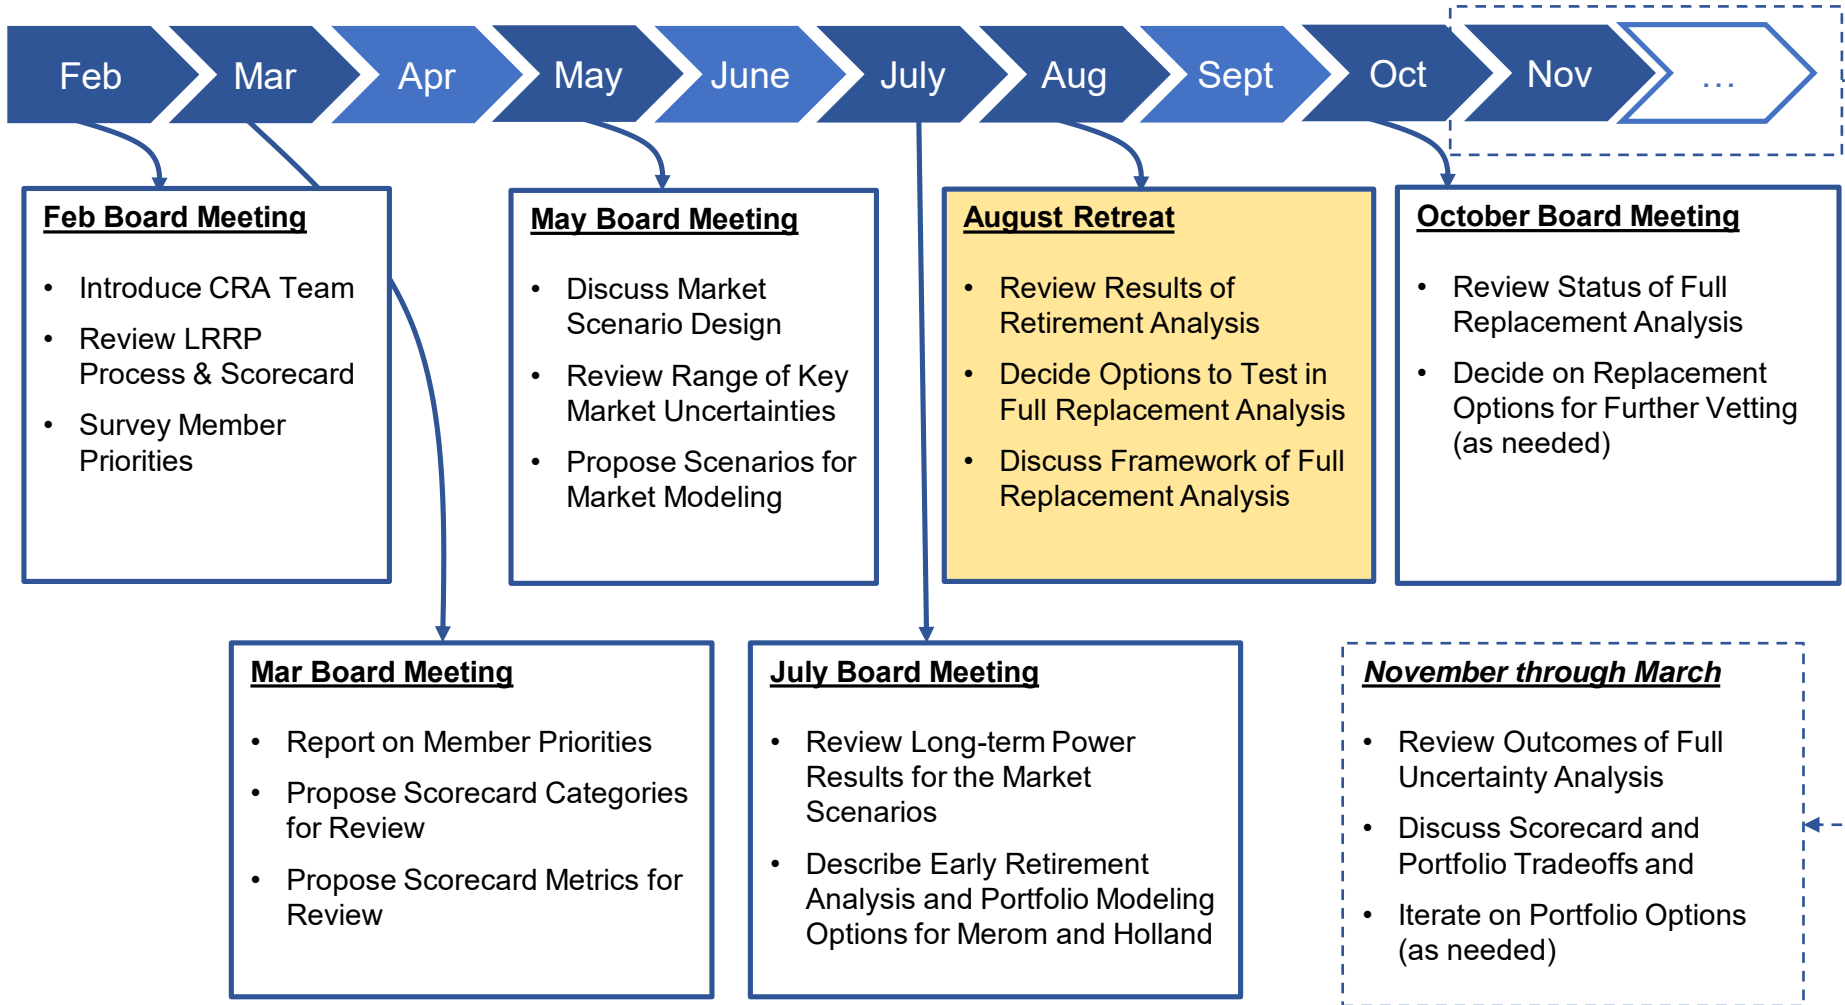 Feb
Mar
Apr
May
June
July
Aug
Sept
Oct
Nov
...
Feb Board Meeting
• Introduce CRA Team
• Review LRRP
Process & Scorecard
• Survey Member
Priorities
May Board Meeting
• Discuss Market
Scenario Design
• Review Range of Key
Market Uncertainties
• Propose Scenarios for
Market Modeling
August Retreat
• Review Results of
Retirement Analysis
• Decide Options to Test in
Full Replacement Analysis
• Discuss Framework of Full
Replacement Analysis
October Board Meeting
• Review Status of Full
Replacement Analysis
• Decide on Replacement
Options for Further Vetting
(as needed)
Mar Board Meeting
• Report on Member Priorities
• Propose Scorecard Categories
for Review
• Propose Scorecard Metrics for
Review
July Board Meeting
• Review Long-term Power
Results for the Market
Scenarios
• Describe Early Retirement
Analysis and Portfolio Modeling
Options for Merom and Holland
November through March
• Review Outcomes of Full
Uncertainty Analysis
• Discuss Scorecard and
Portfolio Tradeoffs and
• Iterate on Portfolio Options
(as needed)